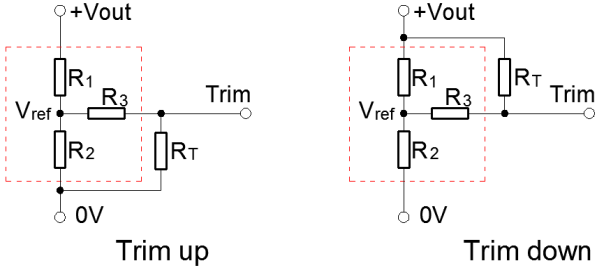 +Vout
R1
R3
Vref
Trim
R2
RT
0V
Trim up
+Vout
R1
RT
R3
Vref
Trim
R2
0V
Trim down